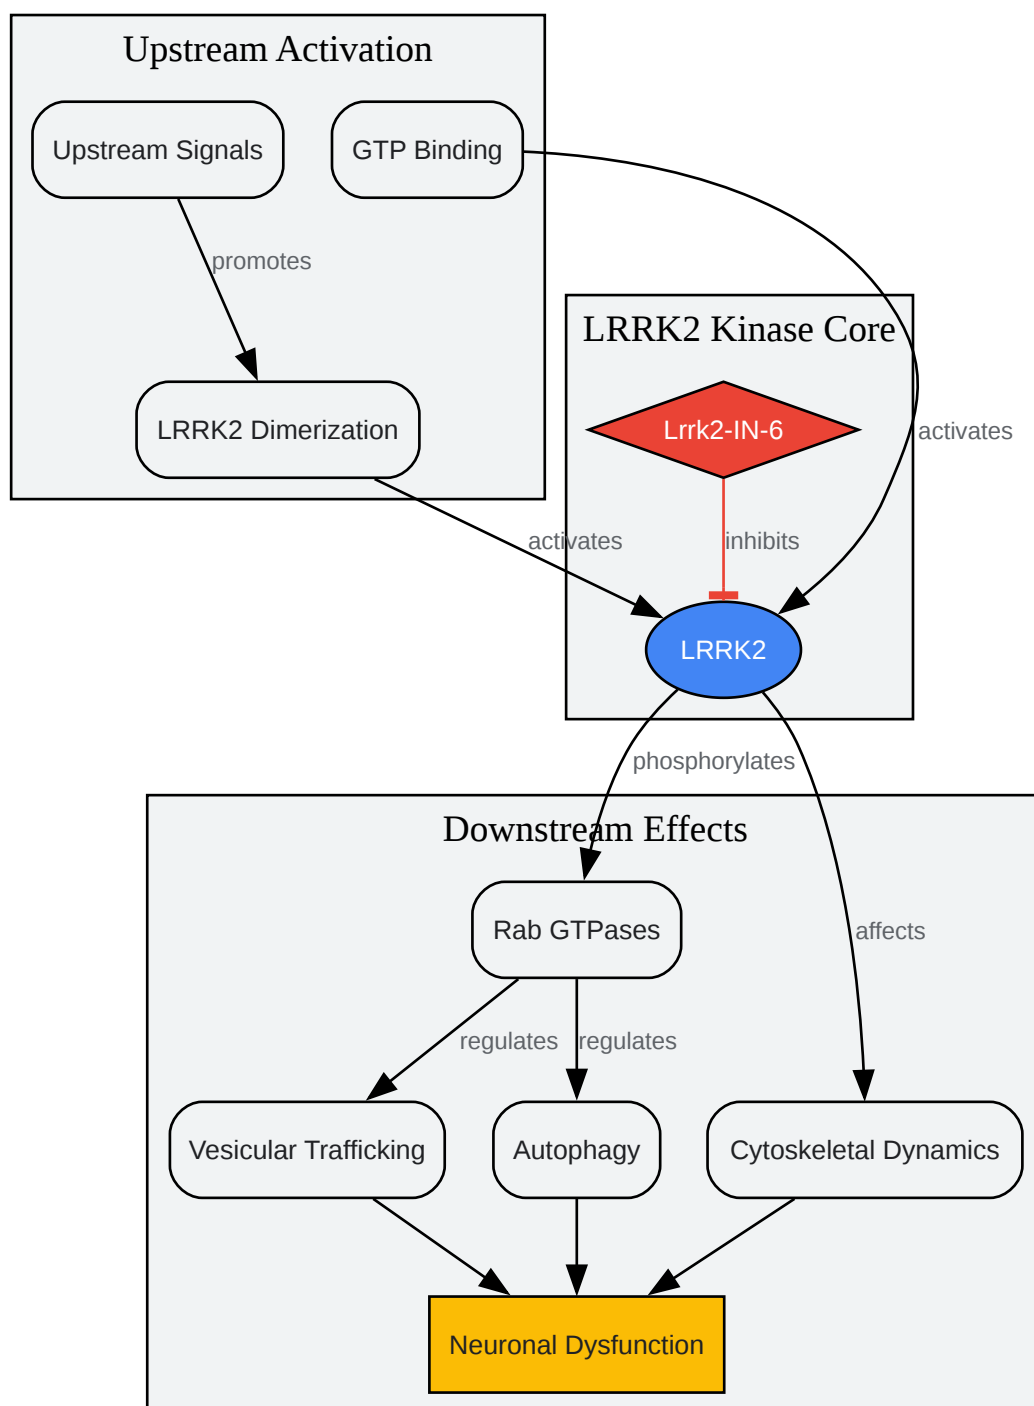 Upstream Activation
Upstream Signals
GTP Binding
promotes
LRRK2 Kinase Core
LRRK2 Dimerization
Lrrk2-IN-6
activates
activates
inhibits
LRRK2
phosphorylates
Downstream Effects
Rab GTPases
affects
regulates
regulates
Vesicular Trafficking
Autophagy
Cytoskeletal Dynamics
Neuronal Dysfunction